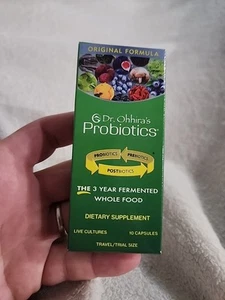 ORIGINAL FORMULA
Dr. Ohhira's
Probiotics
PROBIOTICS PREBIOTICS
POSTBIOTICS
THE 3 YEAR FERMENTED
WHOLE FOOD
DIETARY SUPPLEMENT
LIVE CULTURES 10 CAPSULES
TRAVEL/TRIAL SIZE